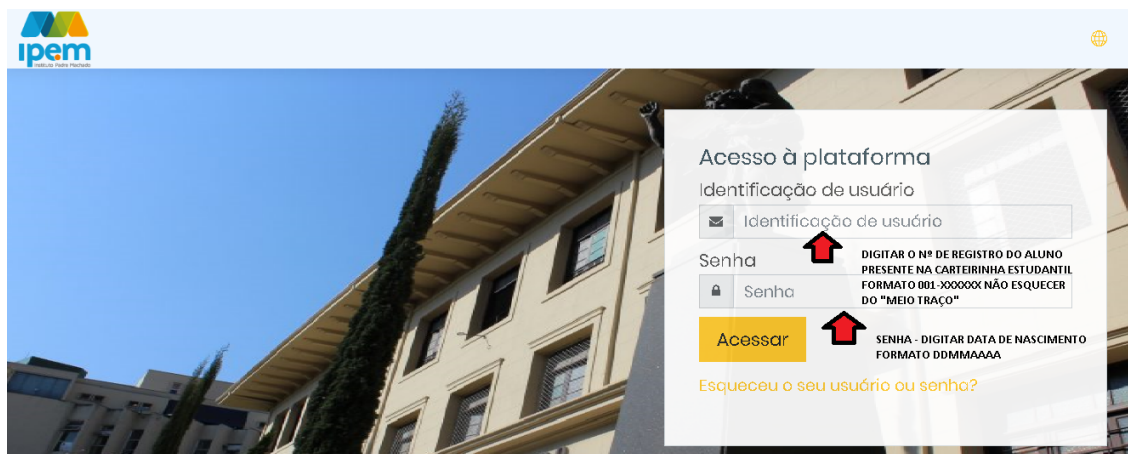 ipem
Instituto Pedro Machado
Acesso à plataforma
Identificação de usuário
Identificação de usuário
Senha
DIGITAR O Nº DE REGISTRO DO ALUNO
PRESENTE NA CARTEIRINHA ESTUDANTIL
FORMATO 001-XXXXXX NÃO ESQUECER
DO "MEIO TRAÇO"
Senha
Acessar
SENHA - DIGITAR DATA DE NASCIMENTO
FORMATO DDMMAAAA
Esqueceu o seu usuário ou senha?